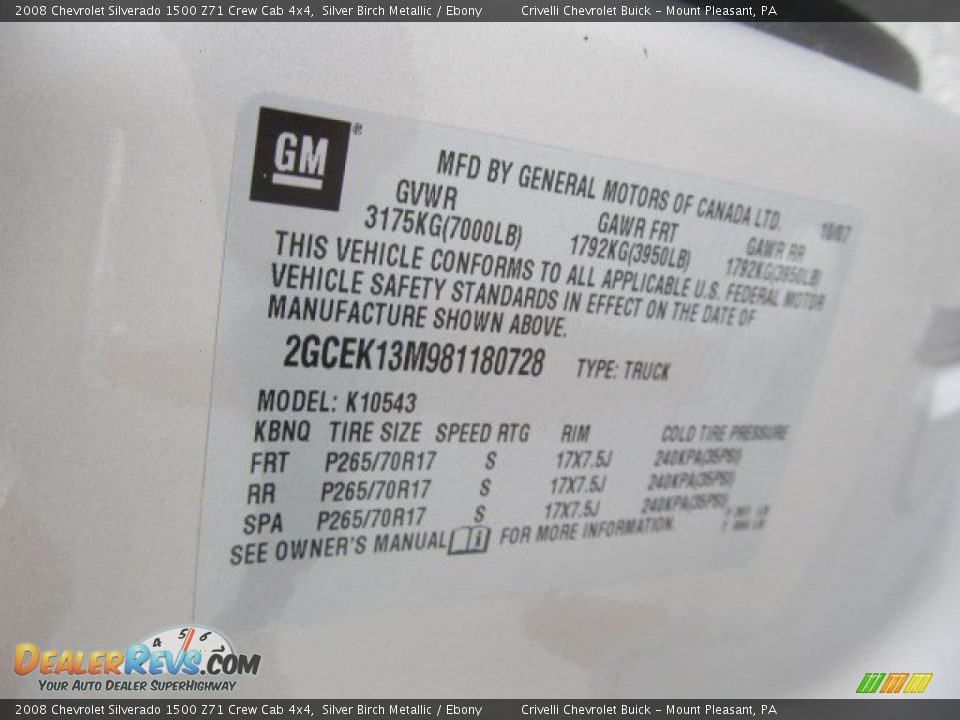 2008 Chevrolet Silverado 1500 Z71 Crew Cab 4x4, Silver Birch Metallic / Ebony Crivelli Chevrolet Buick - Mount Pleasant, PA
GM®
MFD BY GENERAL MOTORS OF CANADA LTD. 10/07
GVWR GAWR FRT GAWR RR
3175KG(7000LB) 1792KG(3950LB) 1792KG(3950LB)
THIS VEHICLE CONFORMS TO ALL APPLICABLE U.S. FEDERAL MOTOR
VEHICLE SAFETY STANDARDS IN EFFECT ON THE DATE OF
MANUFACTURE SHOWN ABOVE.
2GCEK13M981180728 TYPE: TRUCK
MODEL: K10543
KBNQ TIRE SIZE SPEED RTG RIM COLD TIRE PRESSURE
FRT P265/70R17 S 17X7.5J 240KPA(35PSI)
RR P265/70R17 S 17X7.5J 240KPA(35PSI)
SPA P265/70R17 S 17X7.5J 240KPA(35PSI)
SEE OWNER'S MANUAL FOR MORE INFORMATION
4 5 6
DealerRevs.com
Your Auto Dealer SuperHighway
2008 Chevrolet Silverado 1500 Z71 Crew Cab 4x4, Silver Birch Metallic / Ebony Crivelli Chevrolet Buick - Mount Pleasant, PA